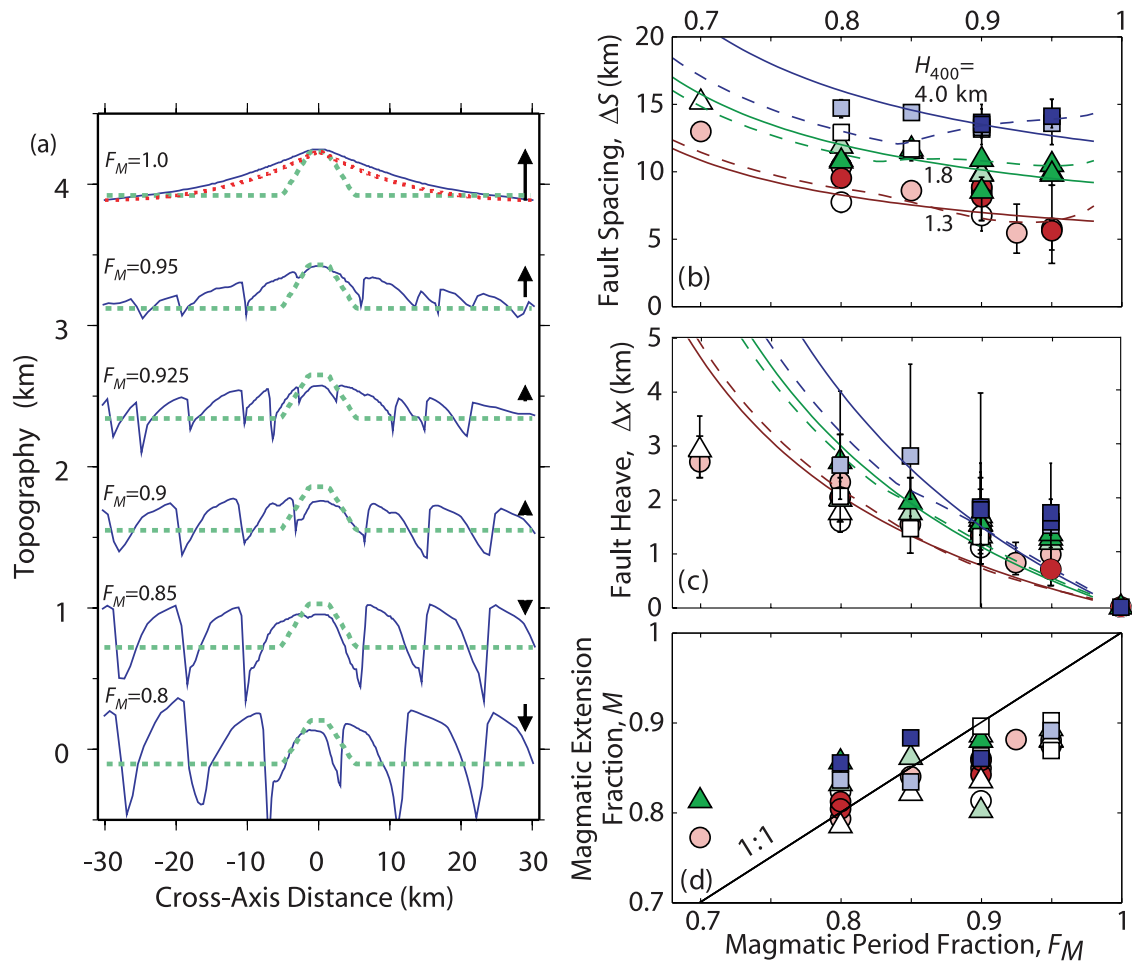 (a)
F_M=1.0
F_M=0.95
F_M=0.925
F_M=0.9
F_M=0.85
F_M=0.8
4
3
2
1
0
Topography (km)
-30 -20 -10 0 10 20 30
Cross-Axis Distance (km)
0.7 0.8 0.9 1
20
15
10
5
0
Fault Spacing, ΔS (km)
H_400=
4.0 km
1.8
1.3
(b)
5
4
3
2
1
0
Fault Heave, Δx (km)
(c)
1
0.9
0.8
0.7
Magmatic Extension
Fraction, M
1:1
(d)
0.7 0.8 0.9 1
Magmatic Period Fraction, F_M